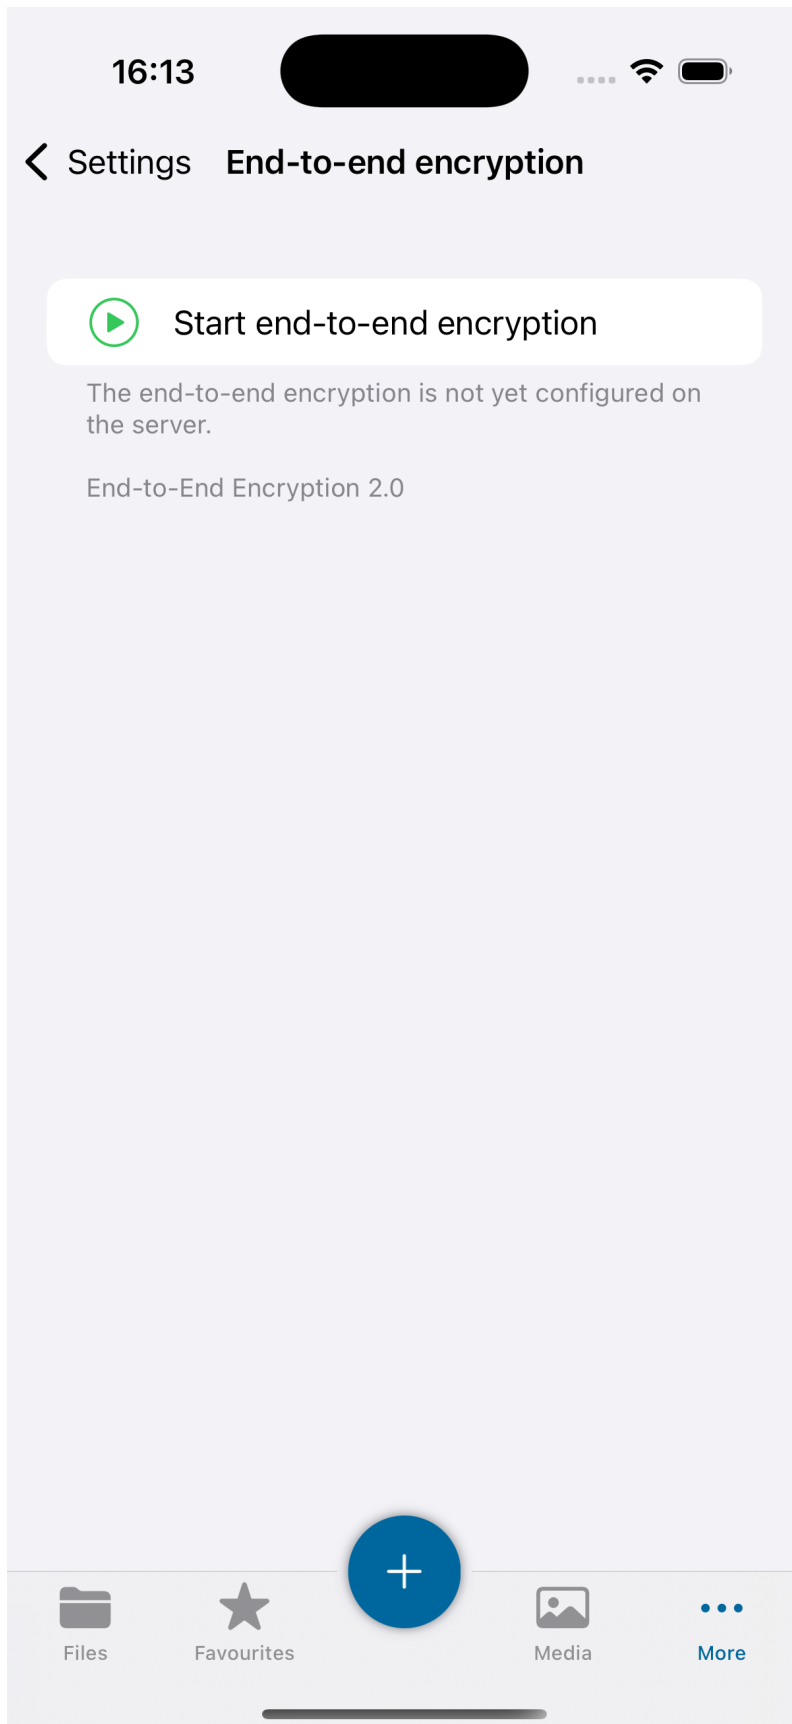 16:13
Settings End-to-end encryption
Start end-to-end encryption
The end-to-end encryption is not yet configured on
the server.
End-to-End Encryption 2.0
Files Favourites Media More